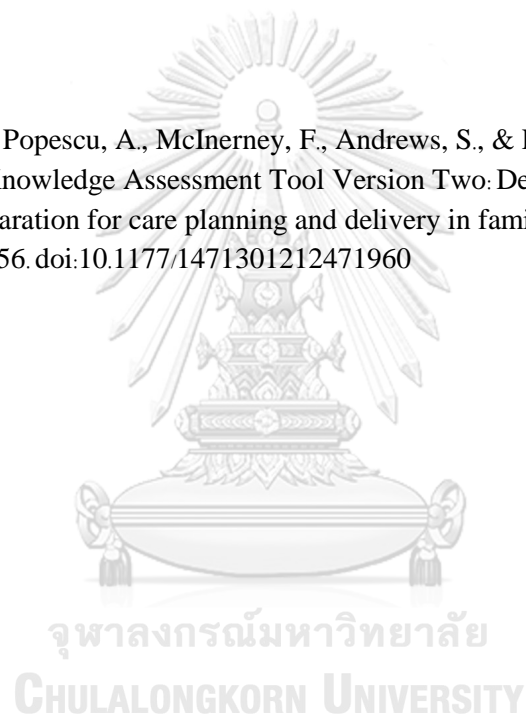 Popescu, A., McInerney, F., Andrews, S., &
Knowledge Assessment Tool Version Two: De
aration for care planning and delivery in fami
56. doi:10.1177/1471301212471960
จุฬาลงกรณ์มหาวิทยาลัย
CHULALONGKORN UNIVERSITY